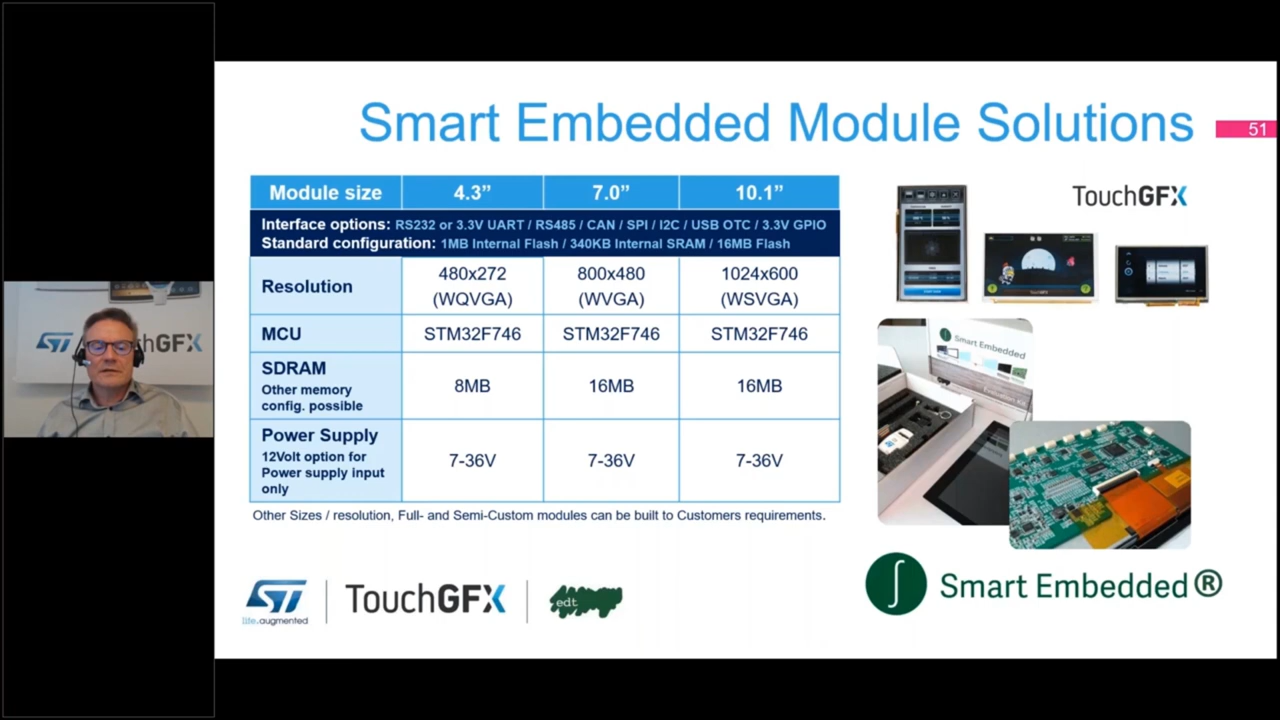 Smart Embedded Module Solutions
51
Module size 4.3” 7.0” 10.1”
Interface options: RS232 or 3.3V UART / RS485 / CAN / SPI / I2C / USB OTC / 3.3V GPIO
Standard configuration: 1MB Internal Flash / 340KB Internal SRAM / 16MB Flash
Resolution
480x272
(WQVGA)
800x480
(WVGA)
1024x600
(WSVGA)
MCU STM32F746 STM32F746 STM32F746
SDRAM
Other memory
config. possible
8MB 16MB 16MB
Power Supply
12Volt option for
Power supply input
only
7-36V 7-36V 7-36V
Other Sizes / resolution, Full- and Semi-Custom modules can be built to Customers requirements.
TouchGFX
Smart Embedded
ST
TouchGFX
ST
life.augmented
TouchGFX
edt
Smart Embedded®